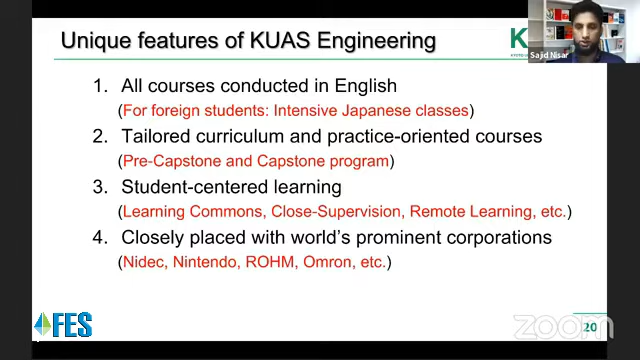 Unique features of KUAS Engineering
K
Sajid Nisar
1. All courses conducted in English
(For foreign students: Intensive Japanese classes)
2. Tailored curriculum and practice-oriented courses
(Pre-Capstone and Capstone program)
3. Student-centered learning
(Learning Commons, Close-Supervision, Remote Learning, etc.)
4. Closely placed with world's prominent corporations
(Nidec, Nintendo, ROHM, Omron, etc.)
FES
zoom
20